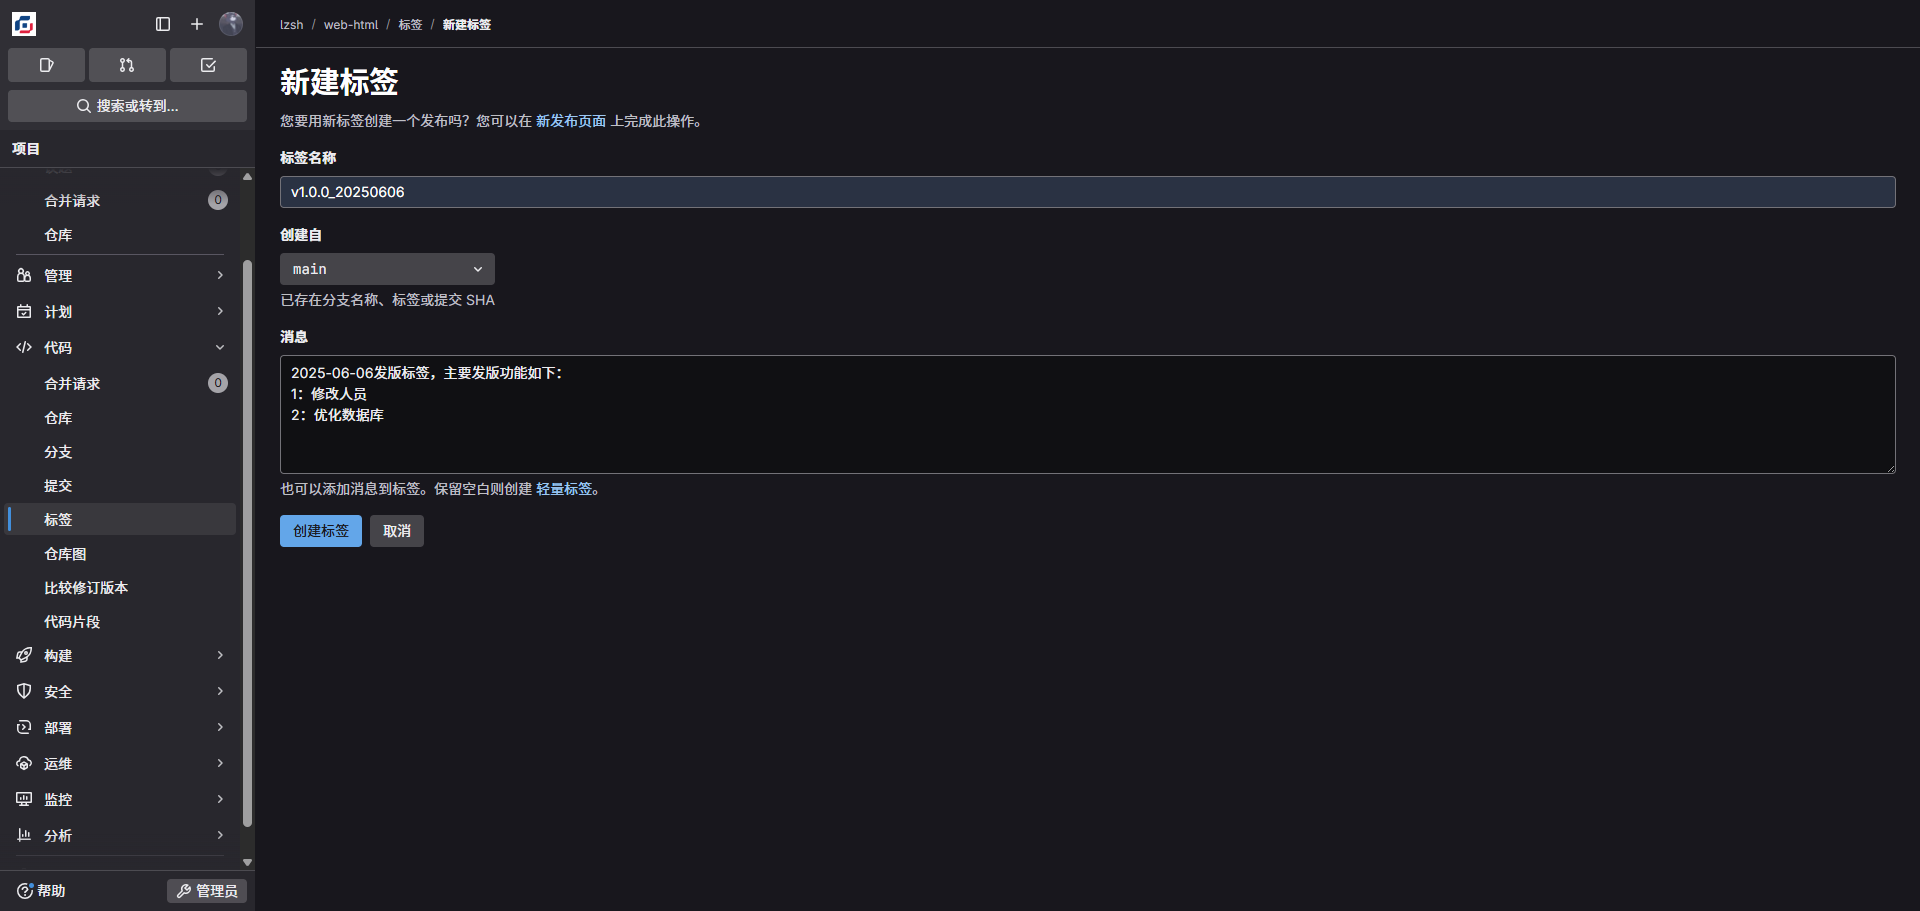 搜索或转到...
项目
合并请求 0
仓库
管理
计划
代码
合并请求 0
仓库
分支
提交
标签
仓库图
比较修订版本
代码片段
构建
安全
部署
运维
监控
分析
帮助
管理员
lzsh / web-html / 标签 / 新建标签
新建标签
您要用新标签创建一个发布吗？您可以在 新发布页面 上完成此操作。
标签名称
v1.0.0_20250606
创建自
main
已存在分支名称、标签或提交 SHA
消息
2025-06-06发版标签，主要发版功能如下：
1：修改人员
2：优化数据库
也可以添加消息到标签。保留空白则创建 轻量标签。
创建标签 取消